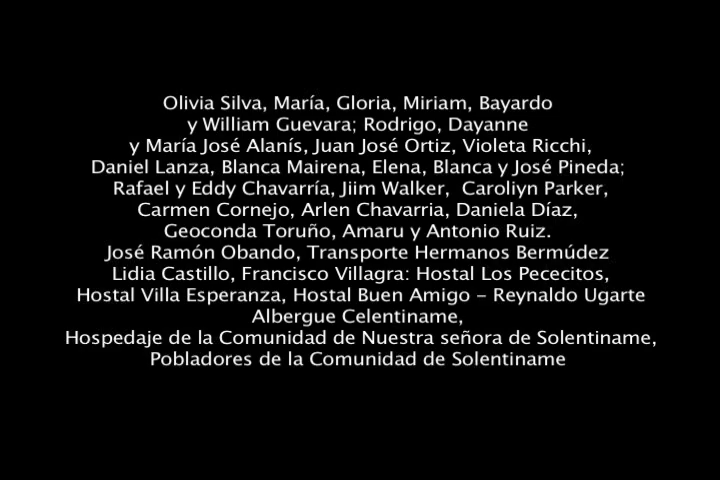 Olivia Silva, María, Gloria, Miriam, Bayardo
y William Guevara; Rodrigo, Dayanne
y María José Alanís, Juan José Ortiz, Violeta Ricchi,
Daniel Lanza, Blanca Mairena, Elena, Blanca y José Pineda;
Rafael y Eddy Chavarría, Jiim Walker,  Caroliyn Parker,
Carmen Cornejo, Arlen Chavarria, Daniela Díaz,
Geoconda Toruño, Amaru y Antonio Ruiz.
José Ramón Obando, Transporte Hermanos Bermúdez
Lidia Castillo, Francisco Villagra: Hostal Los Pececitos,
Hostal Villa Esperanza, Hostal Buen Amigo – Reynaldo Ugarte
Albergue Celentiname,
Hospedaje de la Comunidad de Nuestra señora de Solentiname,
Pobladores de la Comunidad de Solentiname